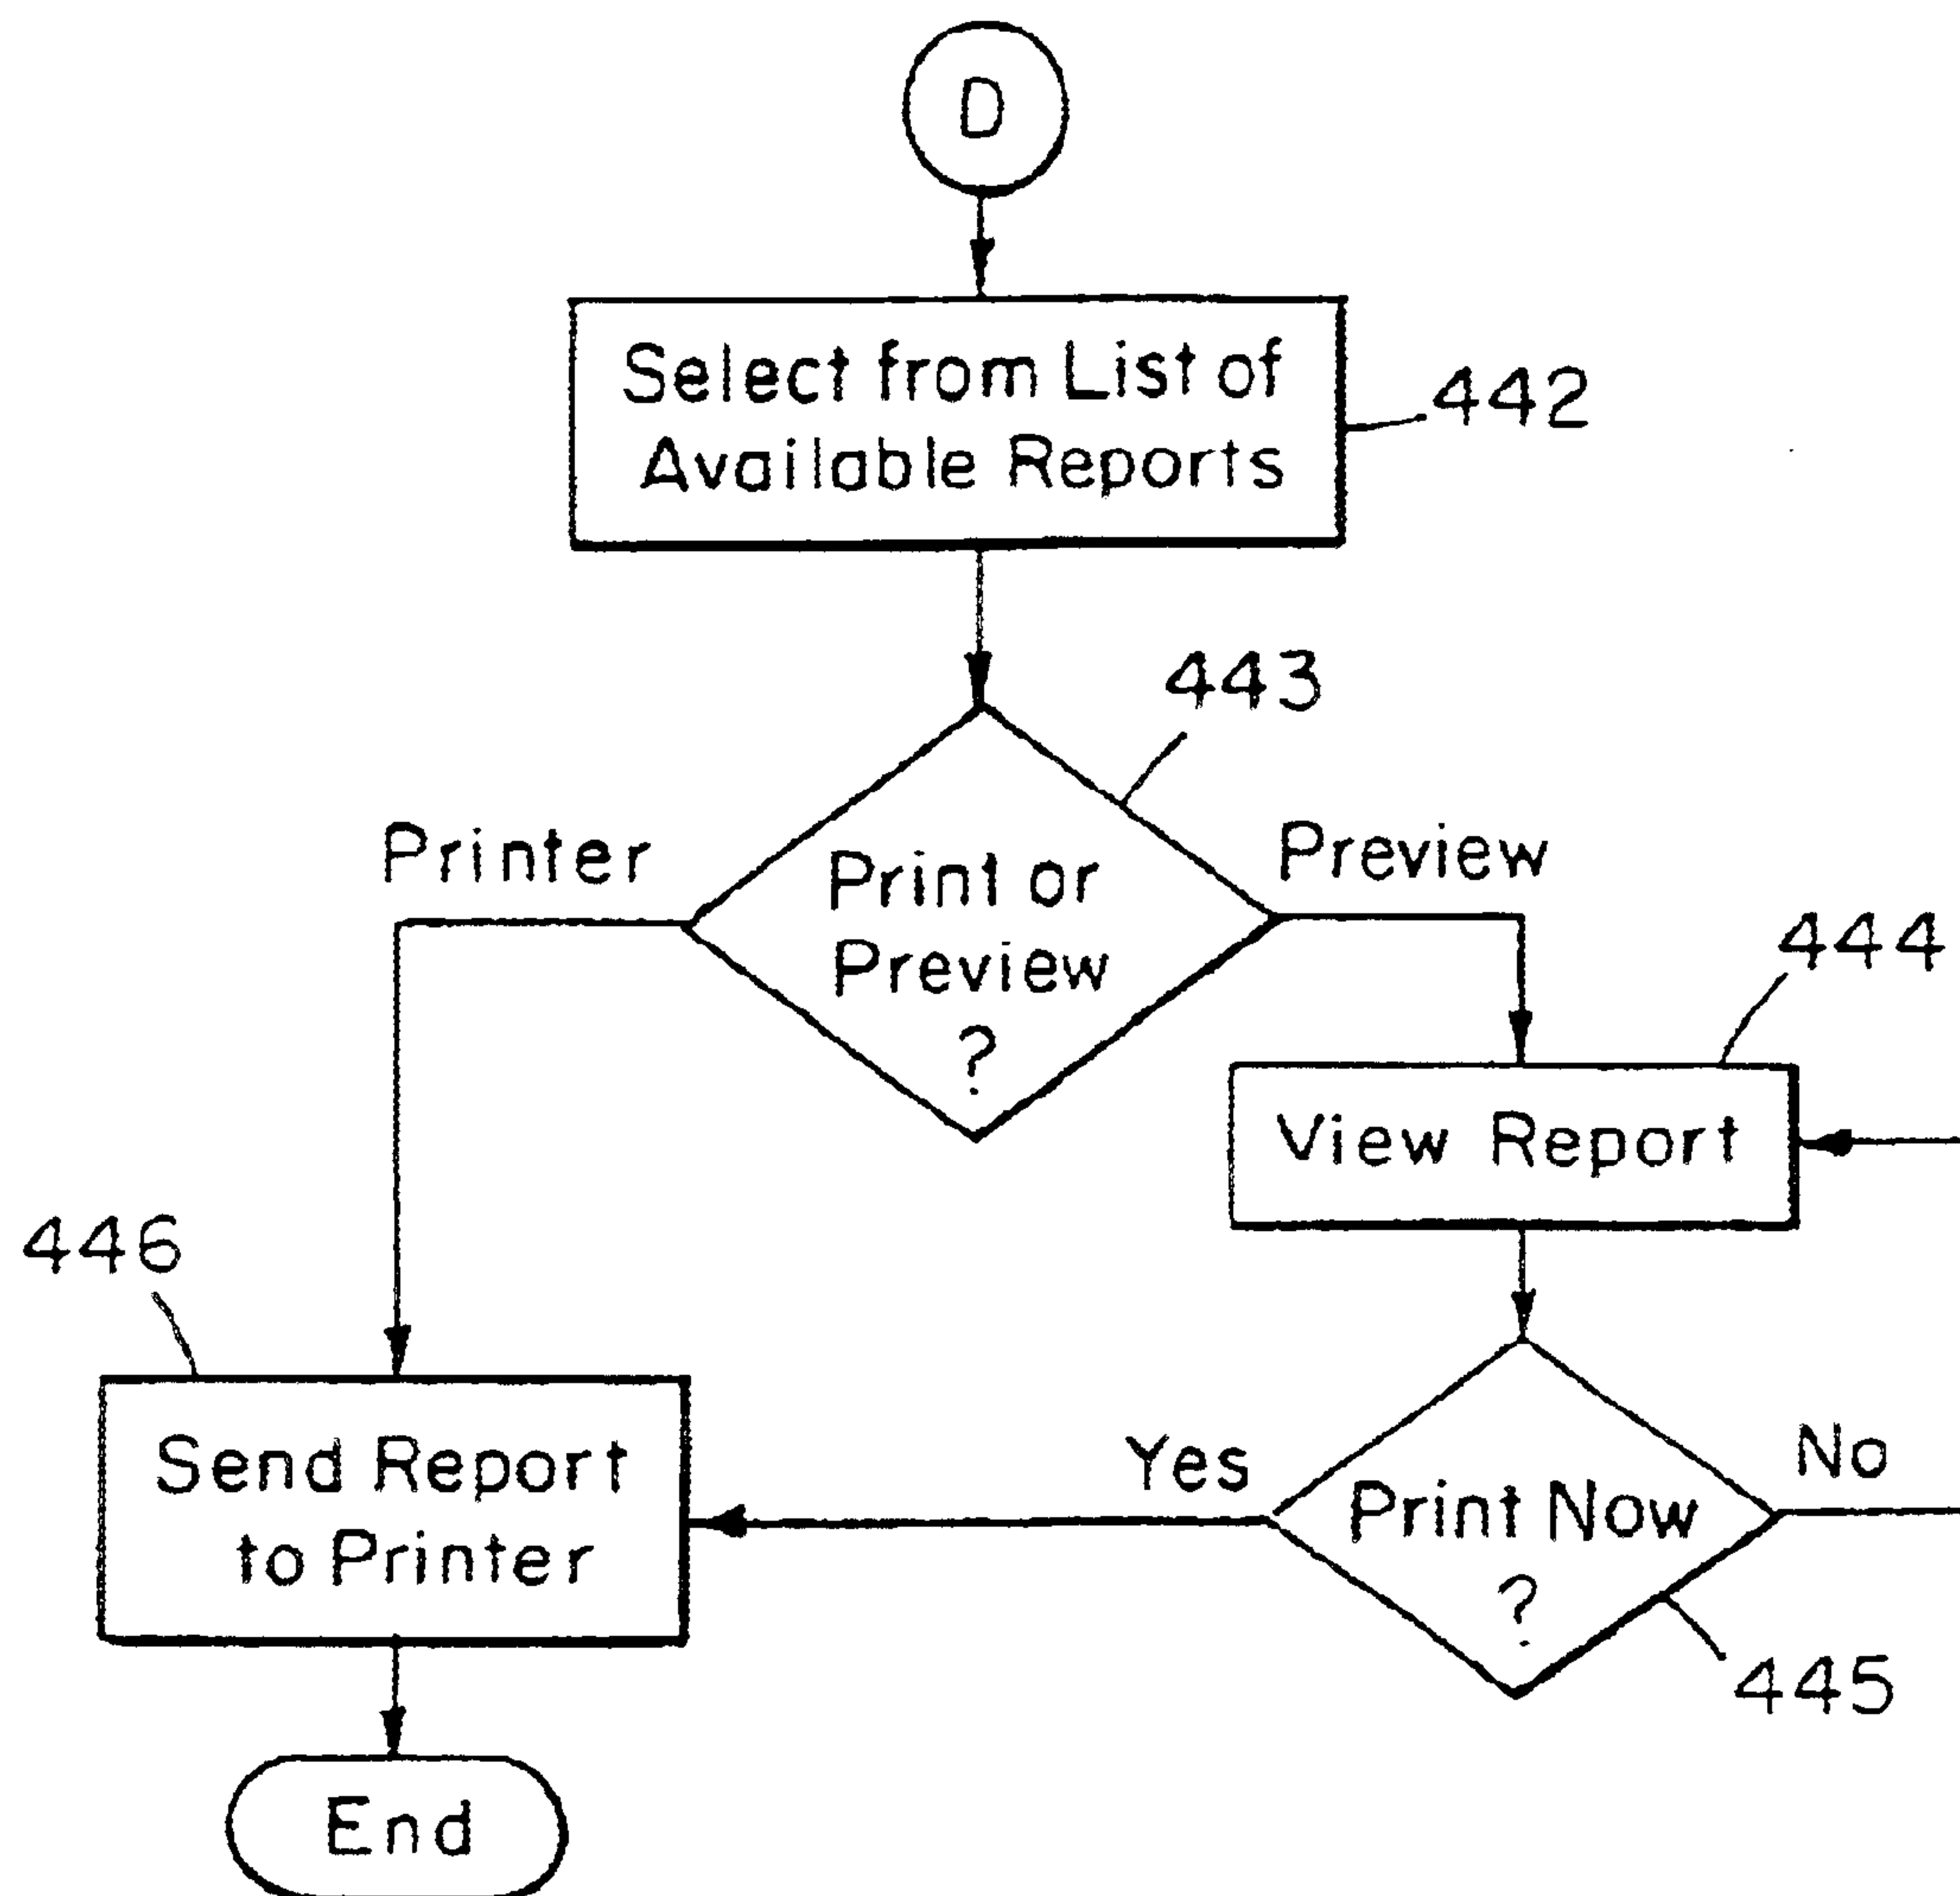 D
Select from List of
Available Reports
442
443
Printer
Print or
Preview
?
Preview
444
View Report
446
Send Report
to Printer
Yes
Print Now
?
No
445
End